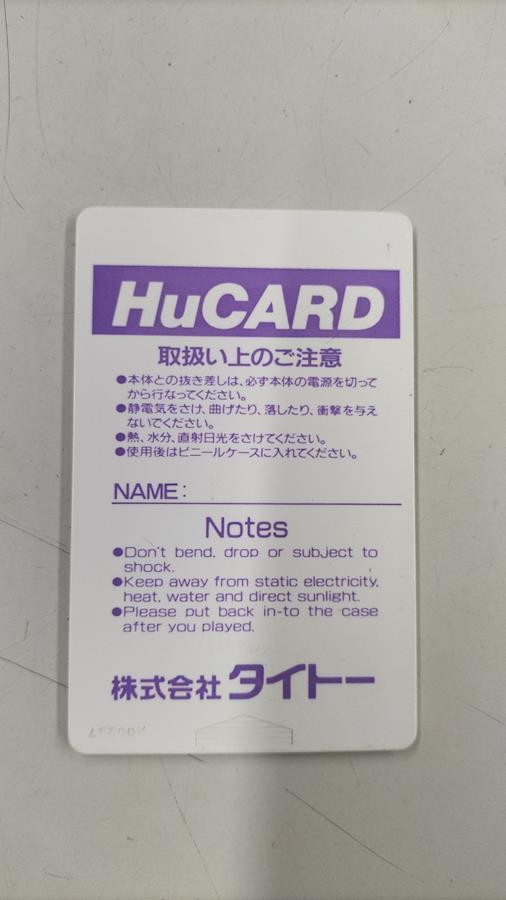 HuCARD
取扱い上のご注意
●本体との抜き差しは、必ず本体の電源を切って
から行なってください。
●静電気をさけ、曲げたり、落したり、衝撃を与え
ないでください。
●熱、水分、直射日光をさけてください。
●使用後はビニールケースに入れてください。
NAME:
Notes
●Don't bend, drop or subject to
shock.
●Keep away from static electricity,
heat, water and direct sunlight.
●Please put back in-to the case
after you played.
株式会社 タイトー